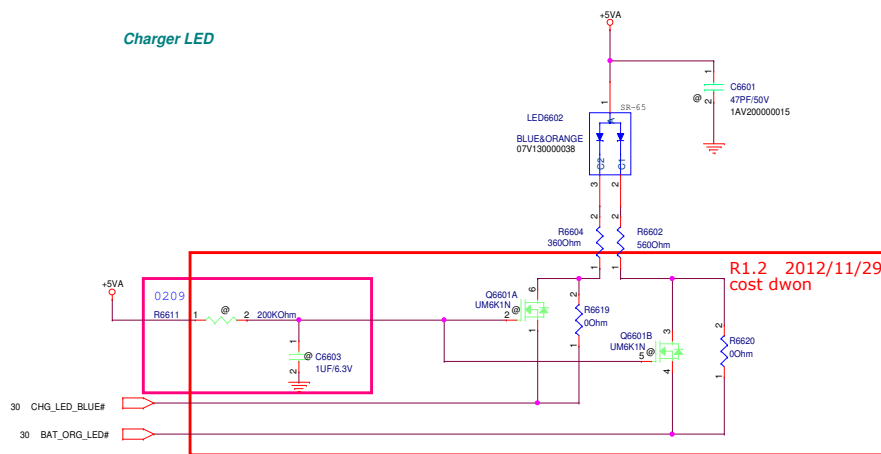 +5VA
Charger LED
1
C6601
47PF/50V
@
2
1AV200000015
1
SR-65
LED6602
A
BLUE&ORANGE
07V130000038
C2
C1
3
2
2
2
R6604
R6602
360Ohm
560Ohm
1
1
R1.2 2012/11/29
cost dwon
+5VA
0209
@
R6611
1
2
200KOhm
Q6601A
UM6K1N
6
2
@
1
2
R6619
0Ohm
1
Q6601B
UM6K1N
3
5
@
4
2
R6620
0Ohm
1
1
@
C6603
1UF/6.3V
2
30 CHG_LED_BLUE#
30 BAT_ORG_LED#